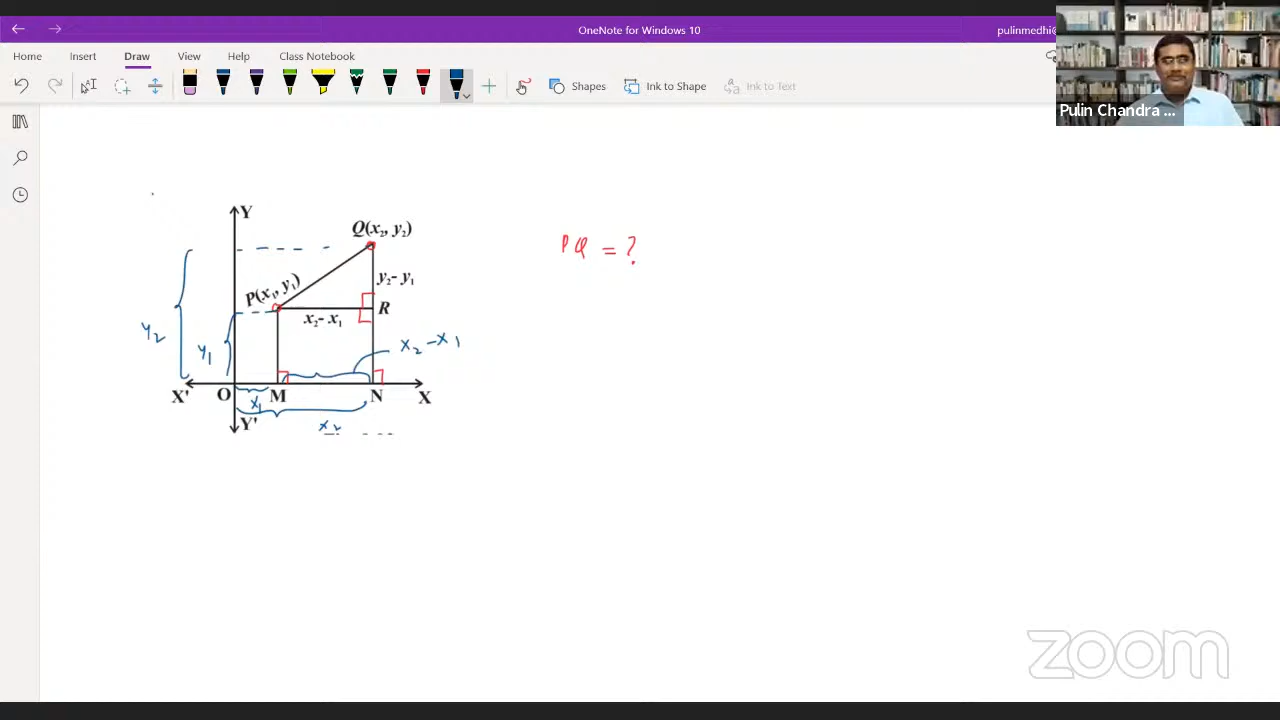 OneNote for Windows 10
pulinmedhi@
Home Insert Draw View Help Class Notebook
Shapes Ink to Shape Ink to Text
Pulin Chandra ...
Y
Q(x₂, y₂)
PQ = ?
y₂- y₁
P(x₁, y₁)
R
x₂- x₁
y₂
y₁
x₂ - x₁
X' O M N X
x₁
Y'
x₂
zoom